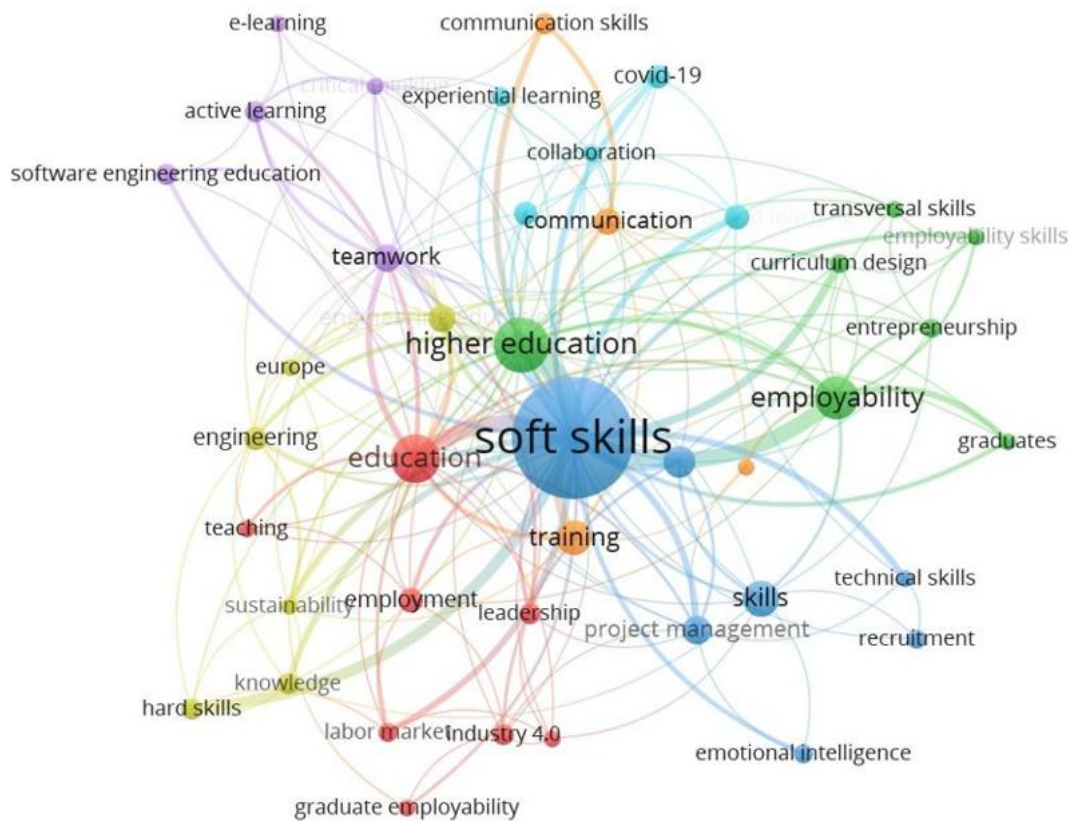 e-learning
communication skills
covid-19
critical thinking
experiential learning
active learning
collaboration
software engineering education
transversal skills
communication
employability skills
teamwork
curriculum design
entrepreneurship
higher education
europe
employability
engineering
soft skills
graduates
education
teaching
training
technical skills
skills
employment
sustainability
leadership
project management
recruitment
knowledge
hard skills
labor market
industry 4.0
emotional intelligence
graduate employability